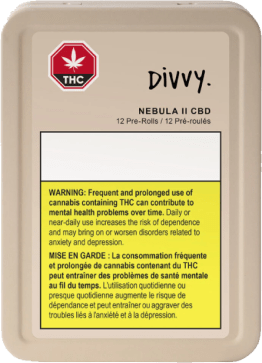 THC
Divvy.
NEBULA II CBD
12 Pre-Rolls / 12 Pré-roulés
WARNING: Frequent and prolonged use of
cannabis containing THC can contribute to
mental health problems over time. Daily or
near-daily use increases the risk of dependence
and may bring on or worsen disorders related to
anxiety and depression.
MISE EN GARDE : La consommation fréquente
et prolongée de cannabis contenant du THC
peut entraîner des problèmes de santé mentale
au fil du temps. L'utilisation quotidienne ou
presque quotidienne augmente le risque de
dépendance et peut entraîner ou aggraver des
troubles liés à l'anxiété et à la dépression.